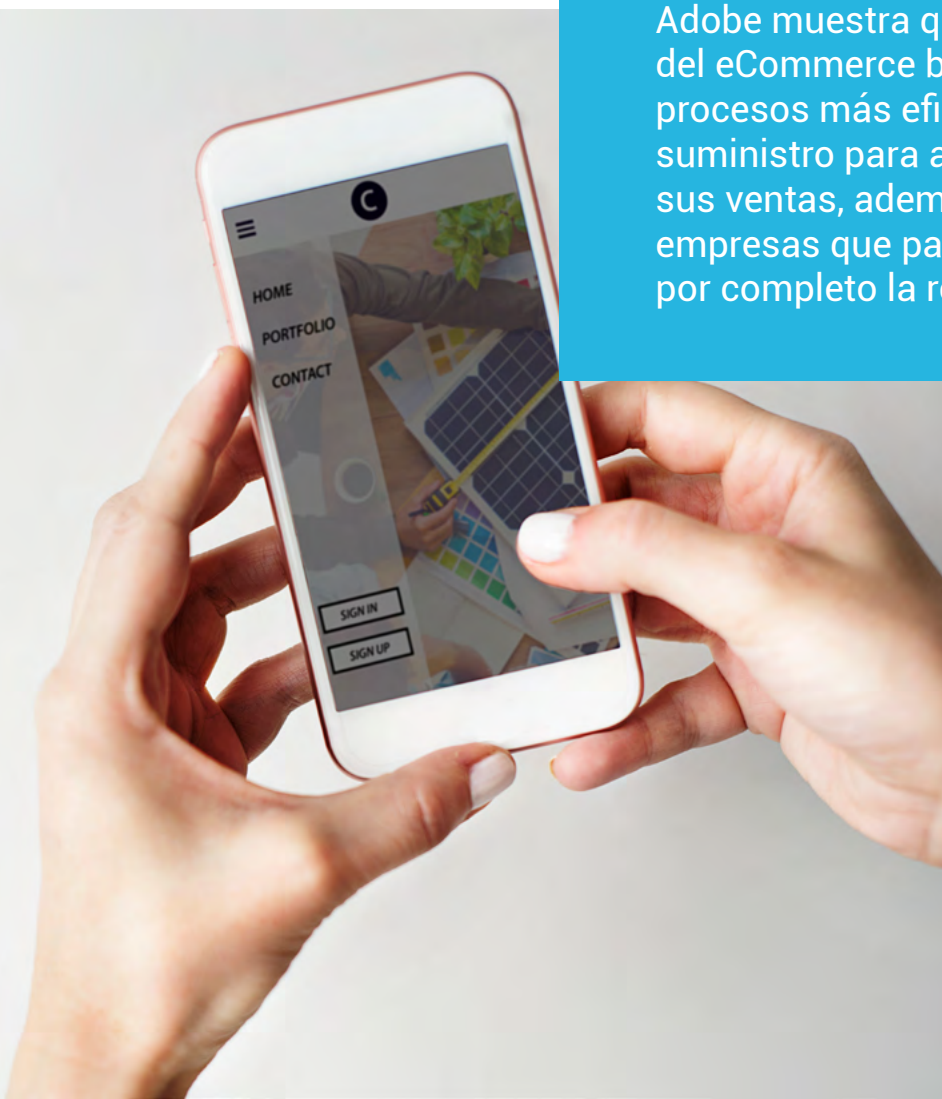 Adobe muestra q
del eCommerce b
procesos más efi
suministro para a
sus ventas, adem
empresas que pa
por completo la r
C
HOME
PORTFOLIO
CONTACT
SIGN IN
SIGN UP